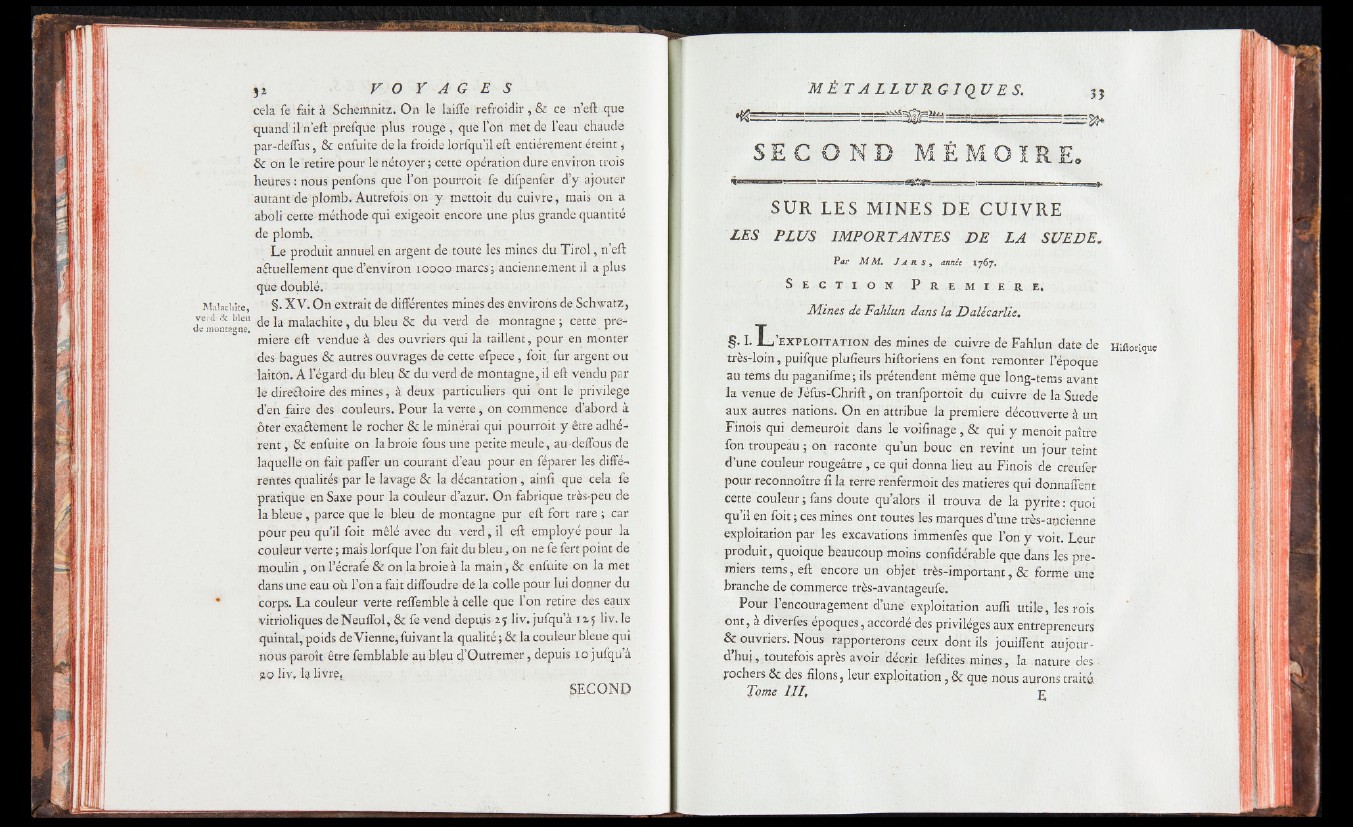 32 VOYAGES
cela ſe fait à Schemnitz. On le laiſſe refroidir, & ce n'eſt que
quand il n'eſt preſque plus rouge, que l'on met de l'eau chaude
par-deſſus, & enſuite de la froide lorſqu'il eſt entiérement éteint,
& on le retire pour le nétoyer; cette opération dure environ trois
heures: nous penſons que l'on pourroit ſe diſpenſer d'y ajouter
autant de plomb. Autrefois on y mettoit du cuivre, mais on a
aboli cette méthode qui exigeoit encore une plus grande quantité
de plomb.
Le produit annuel en argent de toute les mines du Tirol, n'eſt
actuellement que d'environ 10000 marcs; anciennement il a plus
que doublé.
Malachite,
verd & bleu
de montagne.
§. XV. On extrait de différentes mines des environs de Schwatz,
de la malachite, du bleu & du verd de montagne; cette pre-
miere eſt vendue à des ouvriers qui la taillent, pour en monter
des bagues & autres ouvrages de cette eſpece, ſoit ſur argent ou
laiton. A l'égard du bleu & du verd de montagne, il eſt vendu par
le directoire des mines, à deux particuliers qui ont le privilege
d'en faire des couleurs. Pour la verte, on commence d'abord à
ôter exactement le rocher & le minérai qui pourroit y être adhé-
rent, & enſuite on la broie ſous une petite meule, au-deſſous de
laquelle on fait paſſer un courant d'eau pour en ſéparer les diffé-
rentes qualités par le lavage & la décantation, ainſi que cela ſe
pratique en Saxe pour la couleur d'azur. On fabrique très-peu de
la bleue, parce que le bleu de montagne pur eſt fort rare; car
pour peu qu'il ſoit mêlé avec du verd, il eſt employé pour la
couleur verte; mais lorſque l'on fait du bleu, on ne ſe ſert point de
moulin, on l'écraſe & on la broie à la main, & enſuite on la met
dans une eau où l'on a fait diſſoudre de la colle pour lui donner du
corps. La couleur verte reſſemble à celle que l'on retire des eaux
vitrioliques de Neuſſol, & ſe vend depuis 25 liv. juſqu'à 125 liv. le
quintal, poids de Vienne, ſuivant la qualité; & la couleur bleue qui
nous paroît être ſemblable au bleu d'Outremer, depuis 10 juſqu'à
20 liv. la livre.
SECOND
MÉTALLURGIQUES. 33
SECOND MÉMOIRE.
SUR LES MINES DE CUIVRE
LES PLUS IMPORTANTES DE LA SUEDE.
Par MM. JARS, année 1767.
SECTION PREMIERE.
Mines de Fahlun dans la Dalécarlie.
§. I. L'EXPLOITATION des mines de cuivre de Fahlun date de
Hiſtorique
très-loin, puiſque pluſieurs hiſtoriens en font remonter l'époque
au tems du paganiſme; ils prétendent même que long-tems avant
la venue de Jéſus-Chriſt, on tranſportoit du cuivre de la Suede
aux autres nations. On en attribue la premiere découverte à un
Finois qui demeuroit dans le voiſinage, & qui y menoit paître
ſon troupeau; on raconte qu'un bouc en revint un jour teint
d'une couleur rougeâtre, ce qui donna lieu au Finois de creuſer
pour reconnoître ſi la terre renfermoit des matieres qui donnaſſent
cette couleur; ſans doute qu'alors il trouva de la pyrite: quoi
qu'il en ſoit; ces mines ont toutes les marques d'une très-ancienne
exploitation par les excavations immenſes que l'on y voit. Leur
produit, quoique beaucoup moins conſidérable que dans les pre-
miers tems, eſt encore un objet très-important, & forme une
branche de commerce très-avantageuſe.
Pour l'encouragement d'une exploitation auſſi utile, les rois
ont, à diverſes époques, accordé des priviléges aux entrepreneurs
& ouvriers. Nous rapporterons ceux dont ils jouiſſent aujour-
d'hui, toutefois après avoir décrit leſdites mines, la nature des
rochers & des filons, leur exploitation, & que nous aurons traité
Tome III. E